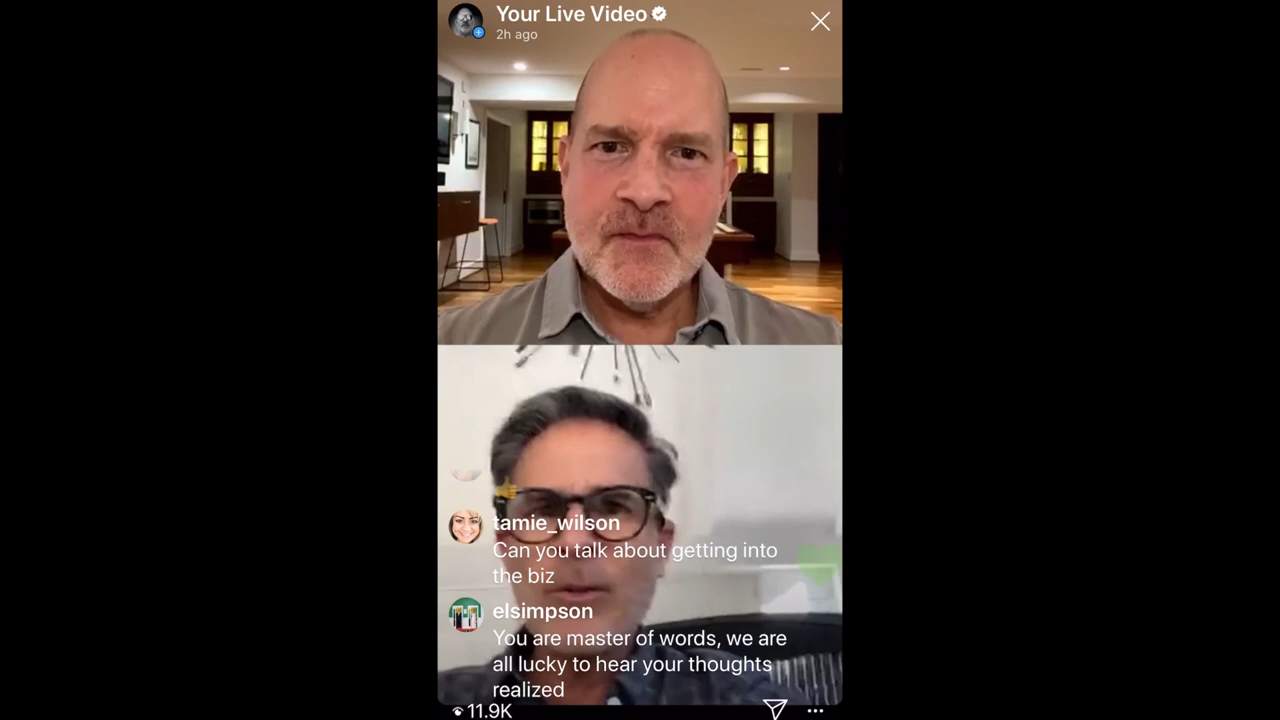 Your Live Video
2h ago
tamie_wilson
Can you talk about getting into
the biz
elsimpson
You are master of words, we are
all lucky to hear your thoughts
realized
11.9K